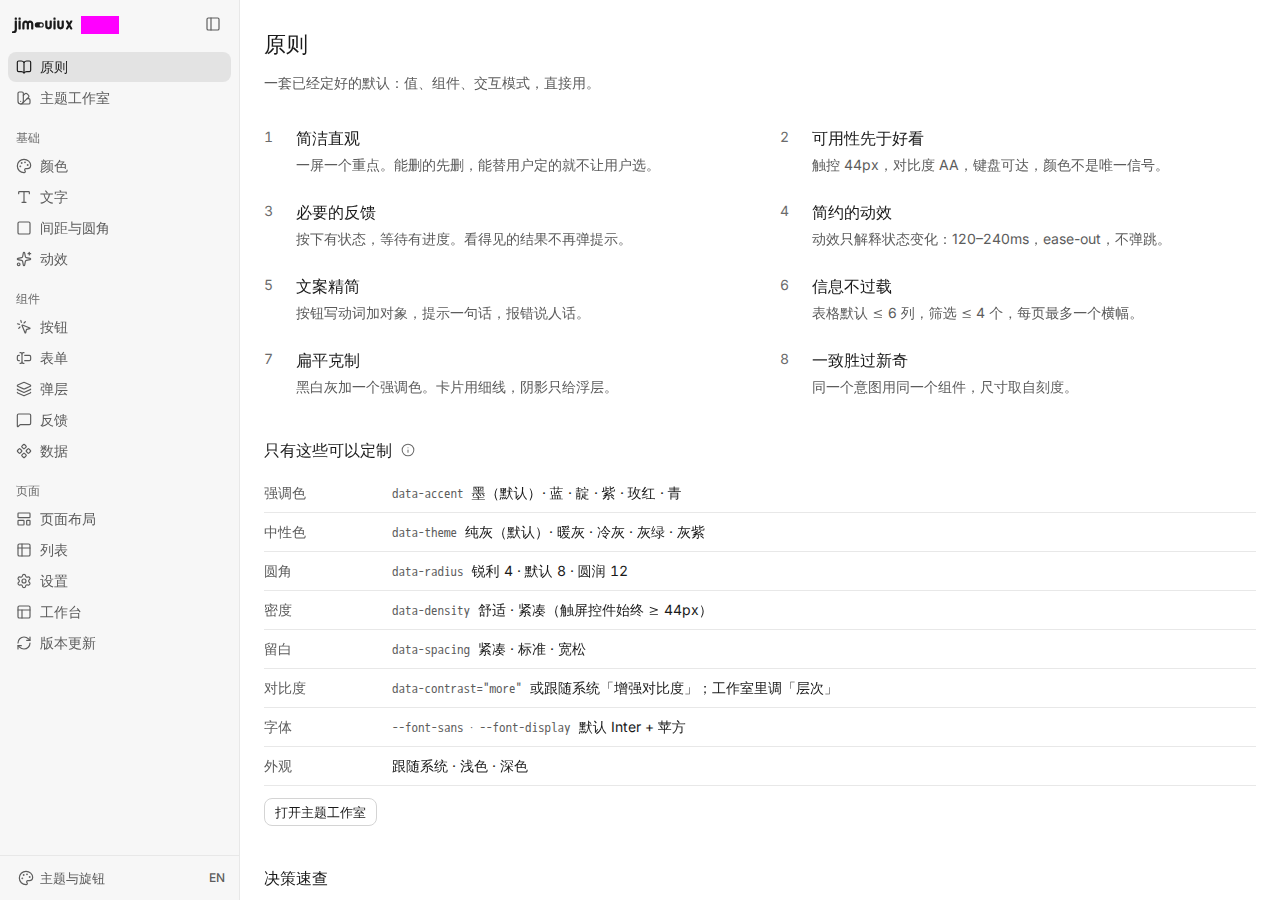 jim-uiux
原则
主题工作室
基础
颜色
文字
间距与圆角
动效
组件
按钮
表单
弹层
反馈
数据
页面
页面布局
列表
设置
工作台
版本更新
主题与旋钮
EN
原则
一套已经定好的默认：值、组件、交互模式，直接用。
1 简洁直观
一屏一个重点。能删的先删，能替用户定的就不让用户选。
2 可用性先于好看
触控 44px，对比度 AA，键盘可达，颜色不是唯一信号。
3 必要的反馈
按下有状态，等待有进度。看得见的结果不再弹提示。
4 简约的动效
动效只解释状态变化：120–240ms，ease-out，不弹跳。
5 文案精简
按钮写动词加对象，提示一句话，报错说人话。
6 信息不过载
表格默认 ≤ 6 列，筛选 ≤ 4 个，每页最多一个横幅。
7 扁平克制
黑白灰加一个强调色。卡片用细线，阴影只给浮层。
8 一致胜过新奇
同一个意图用同一个组件，尺寸取自刻度。
只有这些可以定制
强调色 data-accent 墨（默认）· 蓝 · 靛 · 紫 · 玫红 · 青
中性色 data-theme 纯灰（默认）· 暖灰 · 冷灰 · 灰绿 · 灰紫
圆角 data-radius 锐利 4 · 默认 8 · 圆润 12
密度 data-density 舒适 · 紧凑（触屏控件始终 ≥ 44px）
留白 data-spacing 紧凑 · 标准 · 宽松
对比度 data-contrast="more" 或跟随系统「增强对比度」；工作室里调「层次」
字体 --font-sans · --font-display 默认 Inter + 苹方
外观 跟随系统 · 浅色 · 深色
打开主题工作室
决策速查